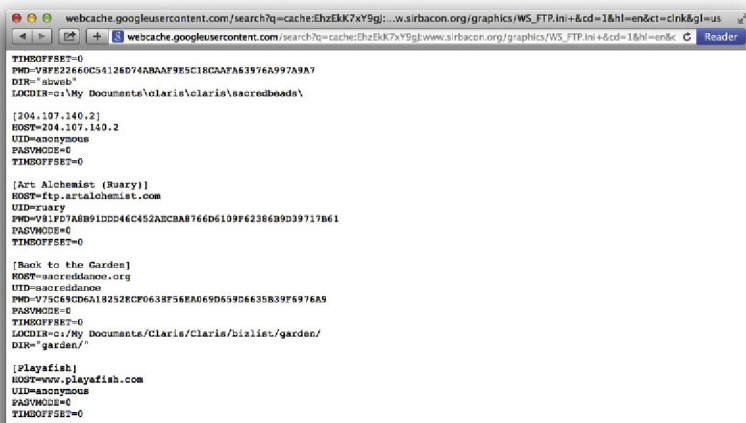 webcache.googleusercontent.com/search?q=cache:EhzEkK7xY9gJ:...w.sirbacon.org/graphics/WS_FTP.ini+&cd=1&hl=en&ct=clnk&gl=us
webcache.googleusercontent.com/search?q=cache:EhzEkK7xY9gJ:www.sirbacon.org/graphics/WS_FTP.ini+&cd=1&hl=en&c Reader
TIMEOFFSET=0
PWD=V8FE22660C54126D74ABAAF9E5C18CAAFA63976A997A9A7
DIR="sbweb"
LOCDIR=c:\My Documents\claris\claris\sacredbeads\
[204.107.140.2]
HOST=204.107.140.2
UID=anonymous
PASVMODE=0
TIMEOFFSET=0
[Art Alchemist (Ruary)]
HOST=ftp.artalchemist.com
UID=ruary
PWD=V81FD7A8B91DDD46C452AECBA8766D6109F62386B9D39717B61
PASVMODE=0
TIMEOFFSET=0
[Back to the Garden]
HOST=sacreddance.org
UID=sacreddance
PWD=V75C69CD6A18252ECF0638F56EA069D659D6635B39F6976A9
PASVMODE=0
TIMEOFFSET=0
LOCDIR=c:/My Documents/Claris/Claris/bizlist/garden/
DIR="garden/"
[Playafish]
HOST=www.playafish.com
UID=anonymous
PASVMODE=0
TIMEOFFSET=0